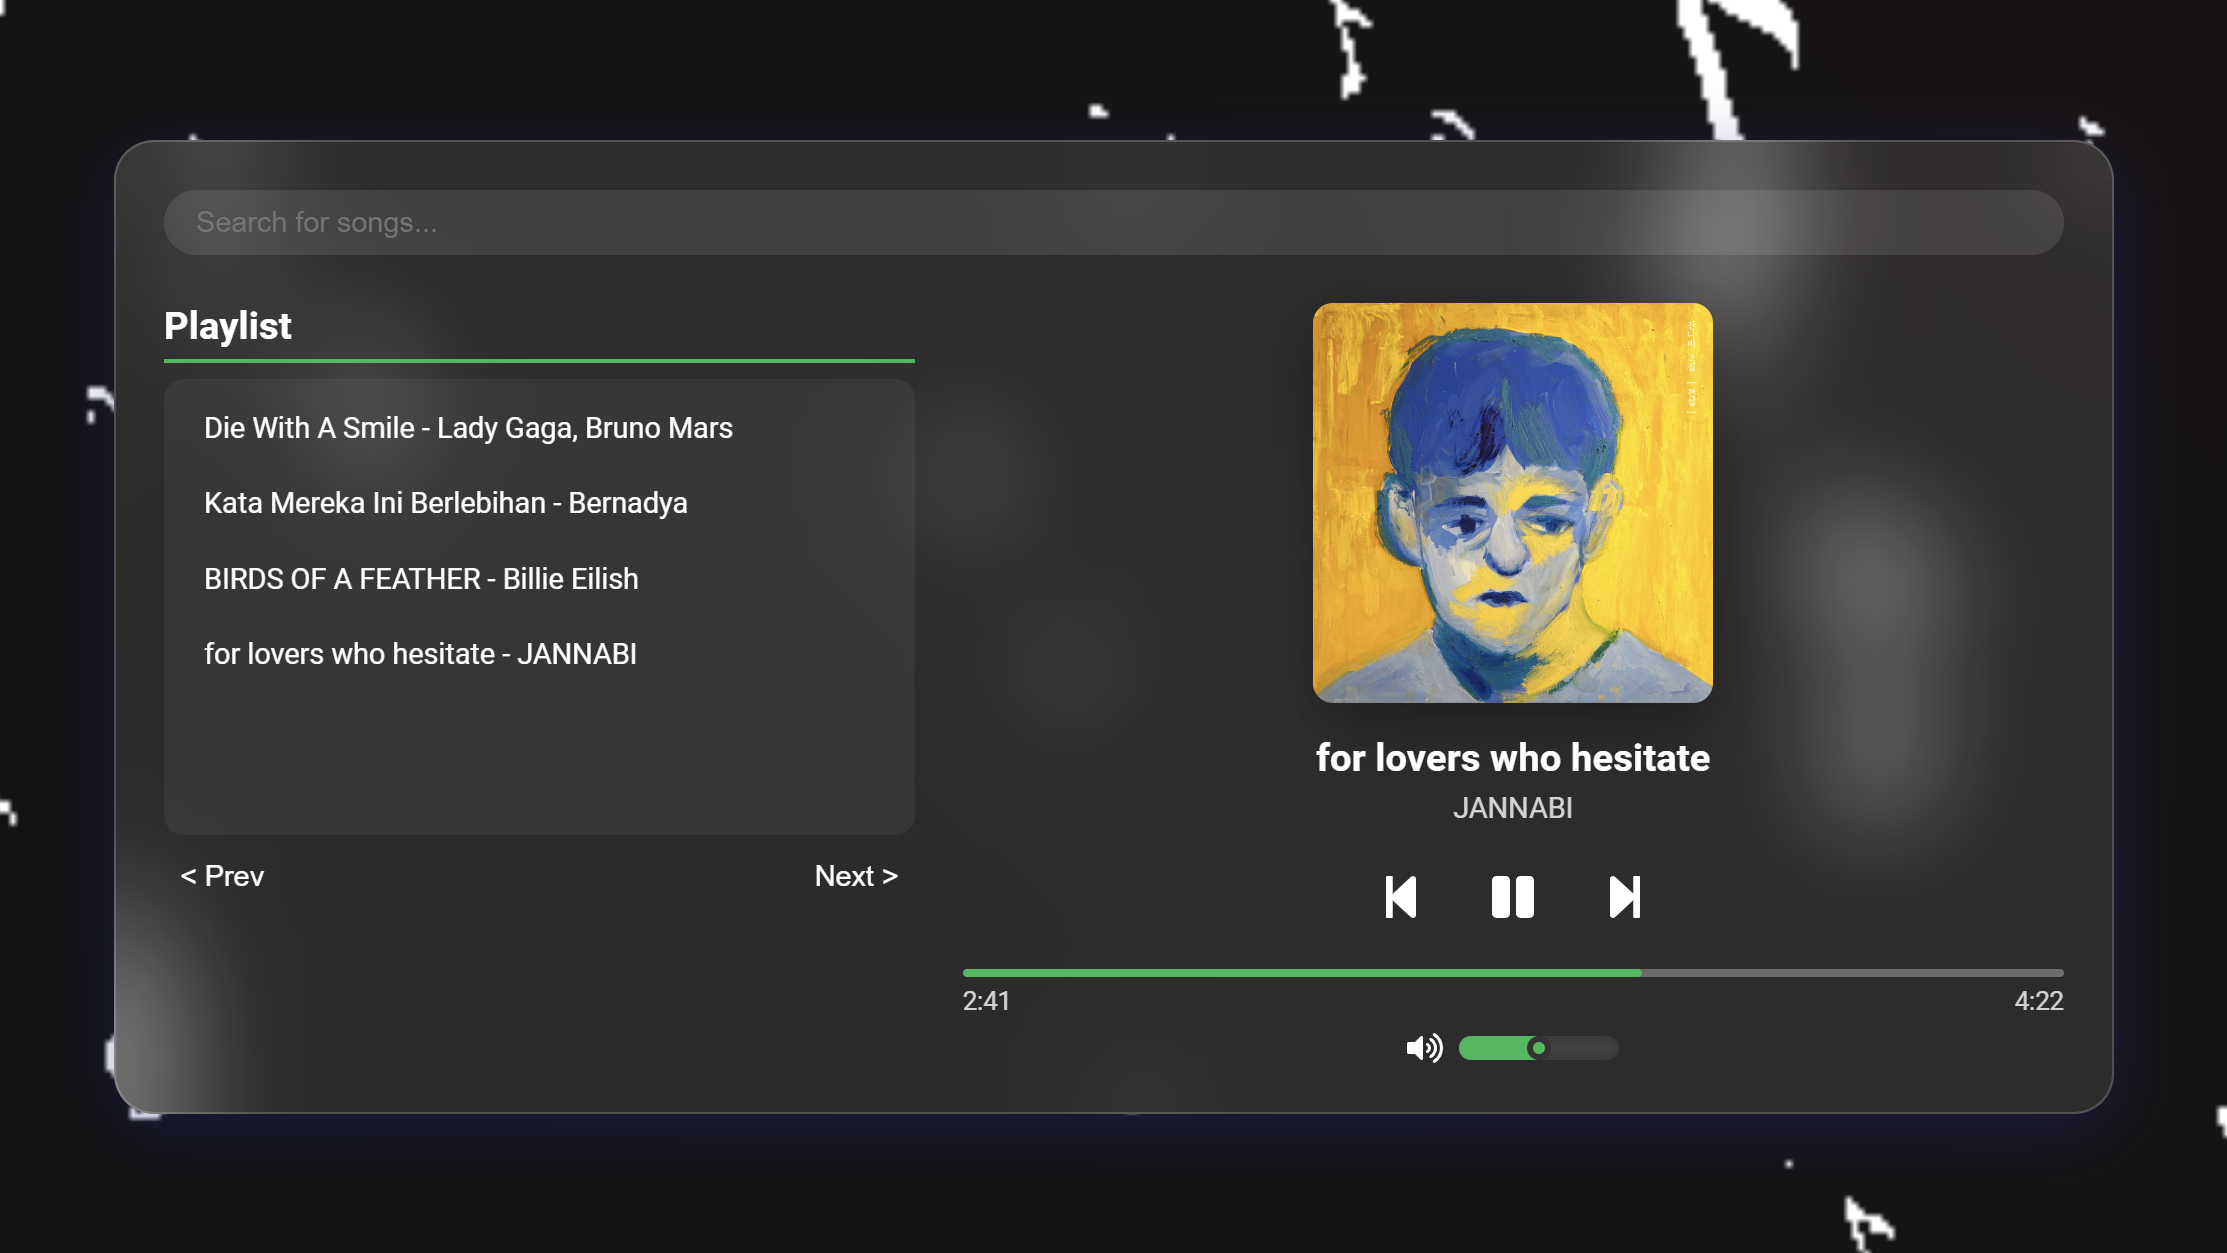 Search for songs...
Playlist
Die With A Smile - Lady Gaga, Bruno Mars
Kata Mereka Ini Berlebihan - Bernadya
BIRDS OF A FEATHER - Billie Eilish
for lovers who hesitate - JANNABI
< Prev
Next >
for lovers who hesitate
JANNABI
2:41
4:22